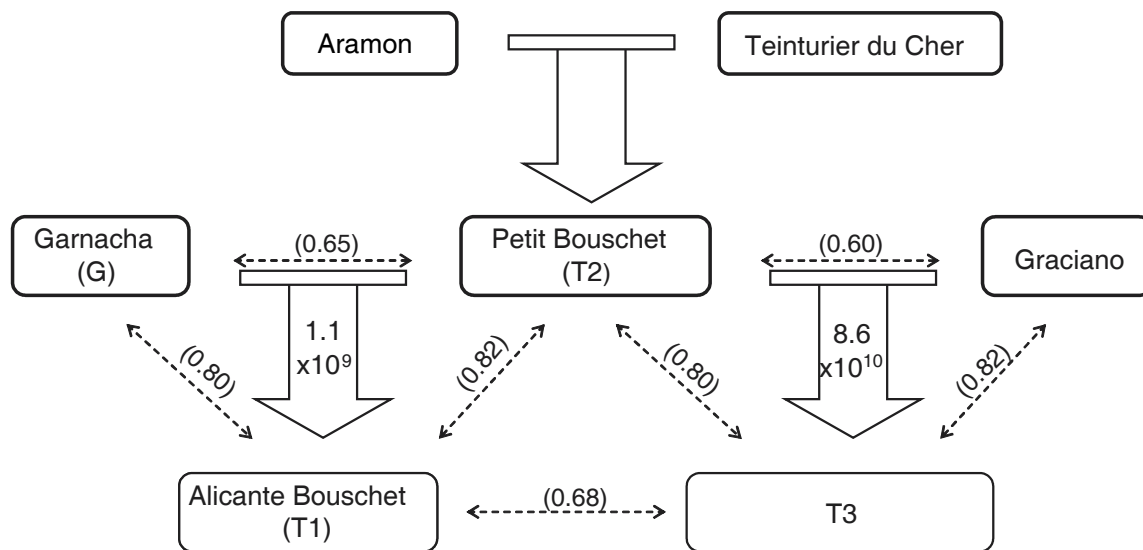 Aramon
Teinturier du Cher
Garnacha
(G)
(0.65)
Petit Bouschet
(T2)
(0.60)
Graciano
(0.80)
1.1
x10⁹
(0.82)
(0.80)
8.6
x10¹⁰
(0.82)
Alicante Bouschet
(T1)
(0.68)
T3